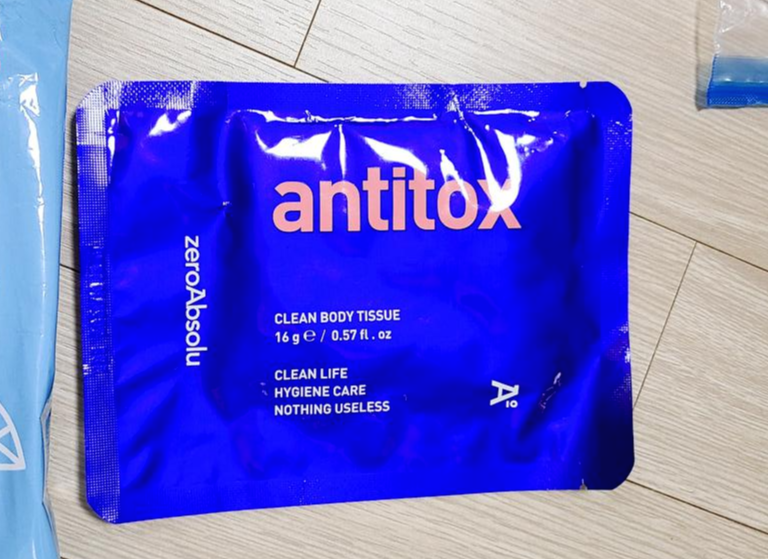 antitox
zeroAbsolu
CLEAN BODY TISSUE
16 g ℮ / 0.57 fl . oz
CLEAN LIFE
HYGIENE CARE
NOTHING USELESS